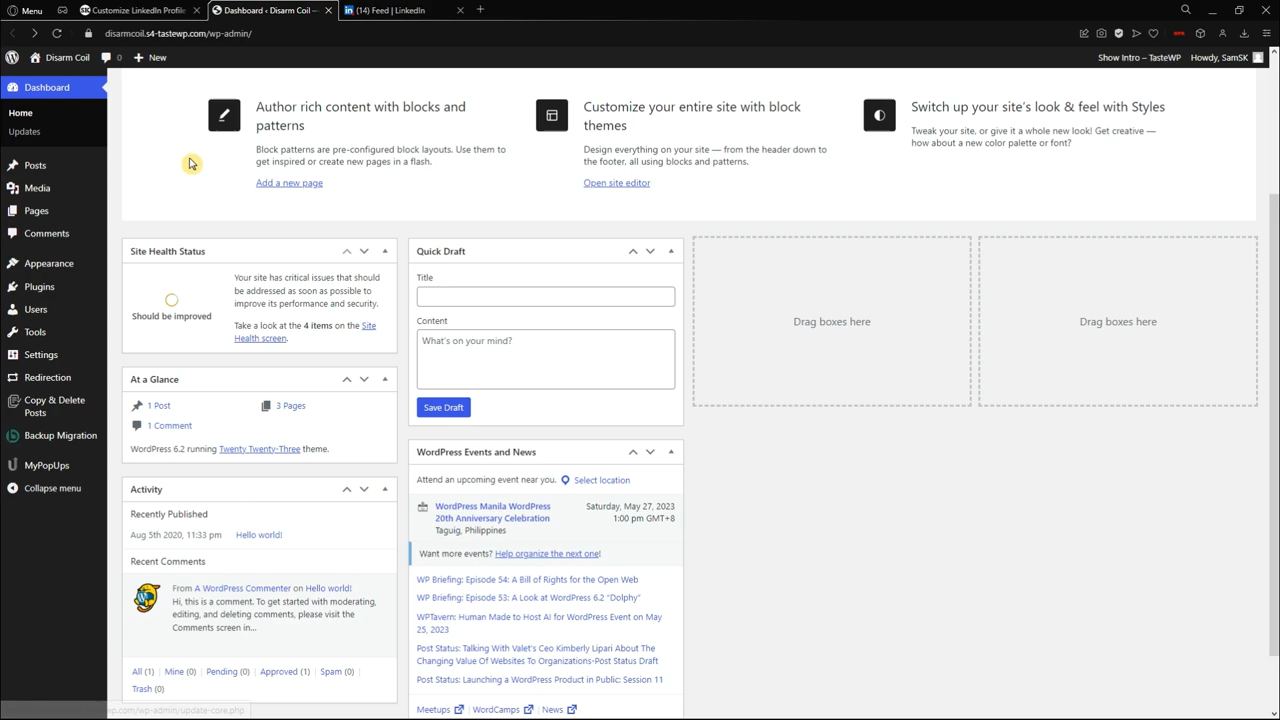 Menu
Customize LinkedIn Profile
Dashboard ‹ Disarm Coil —
(14) Feed | LinkedIn
disarmcoil.s4-tastewp.com/wp-admin/
Disarm Coil
0
New
Show Intro – TasteWP
Howdy, SamSK
Dashboard
Home
Updates
Posts
Media
Pages
Comments
Appearance
Plugins
Users
Tools
Settings
Redirection
Copy & Delete
Posts
Backup Migration
MyPopUps
Collapse menu
Author rich content with blocks and
patterns
Block patterns are pre-configured block layouts. Use them to
get inspired or create new pages in a flash.
Add a new page
Customize your entire site with block
themes
Design everything on your site — from the header down to
the footer, all using blocks and patterns.
Open site editor
Switch up your site's look & feel with Styles
Tweak your site, or give it a whole new look! Get creative —
how about a new color palette or font?
Site Health Status
Should be improved
Your site has critical issues that should
be addressed as soon as possible to
improve its performance and security.
Take a look at the 4 items on the Site
Health screen.
At a Glance
1 Post
3 Pages
1 Comment
WordPress 6.2 running Twenty Twenty-Three theme.
Activity
Recently Published
Aug 5th 2020, 11:33 pm
Hello world!
Recent Comments
From A WordPress Commenter on Hello world!
Hi, this is a comment. To get started with moderating,
editing, and deleting comments, please visit the
Comments screen in…
All (1) | Mine (0) | Pending (0) | Approved (1) | Spam (0) |
Trash (0)
Quick Draft
Title
Content
What's on your mind?
Save Draft
WordPress Events and News
Attend an upcoming event near you.
Select location
WordPress Manila WordPress
20th Anniversary Celebration
Taguig, Philippines
Saturday, May 27, 2023
1:00 pm GMT+8
Want more events? Help organize the next one!
WP Briefing: Episode 54: A Bill of Rights for the Open Web
WP Briefing: Episode 53: A Look at WordPress 6.2 “Dolphy”
WPTavern: Human Made to Host AI for WordPress Event on May
25, 2023
Post Status: Talking With Valet's Ceo Kimberly Lipari About The
Changing Value Of Websites To Organizations-Post Status Draft
Post Status: Launching a WordPress Product in Public: Session 11
Meetups | WordCamps | News
Drag boxes here
Drag boxes here
wp.com/wp-admin/update-core.php